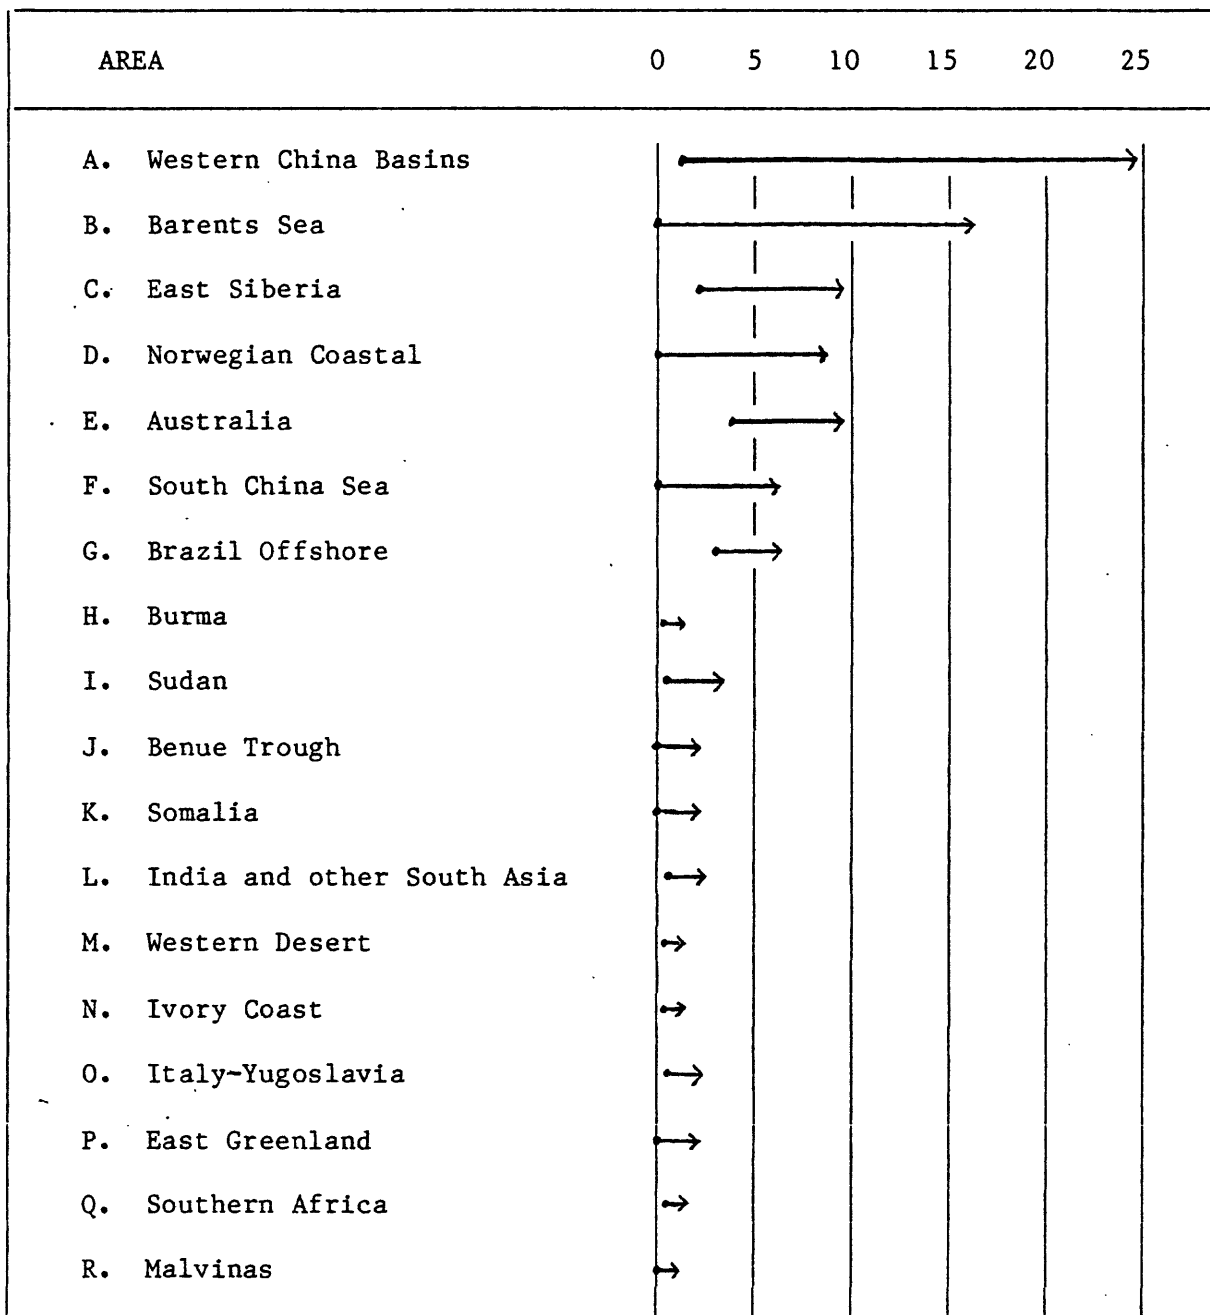 AREA 0 5 10 15 20 25
A. Western China Basins
B. Barents Sea
C. East Siberia
D. Norwegian Coastal
E. Australia
F. South China Sea
G. Brazil Offshore
H. Burma
I. Sudan
J. Benue Trough
K. Somalia
L. India and other South Asia
M. Western Desert
N. Ivory Coast
O. Italy-Yugoslavia
P. East Greenland
Q. Southern Africa
R. Malvinas